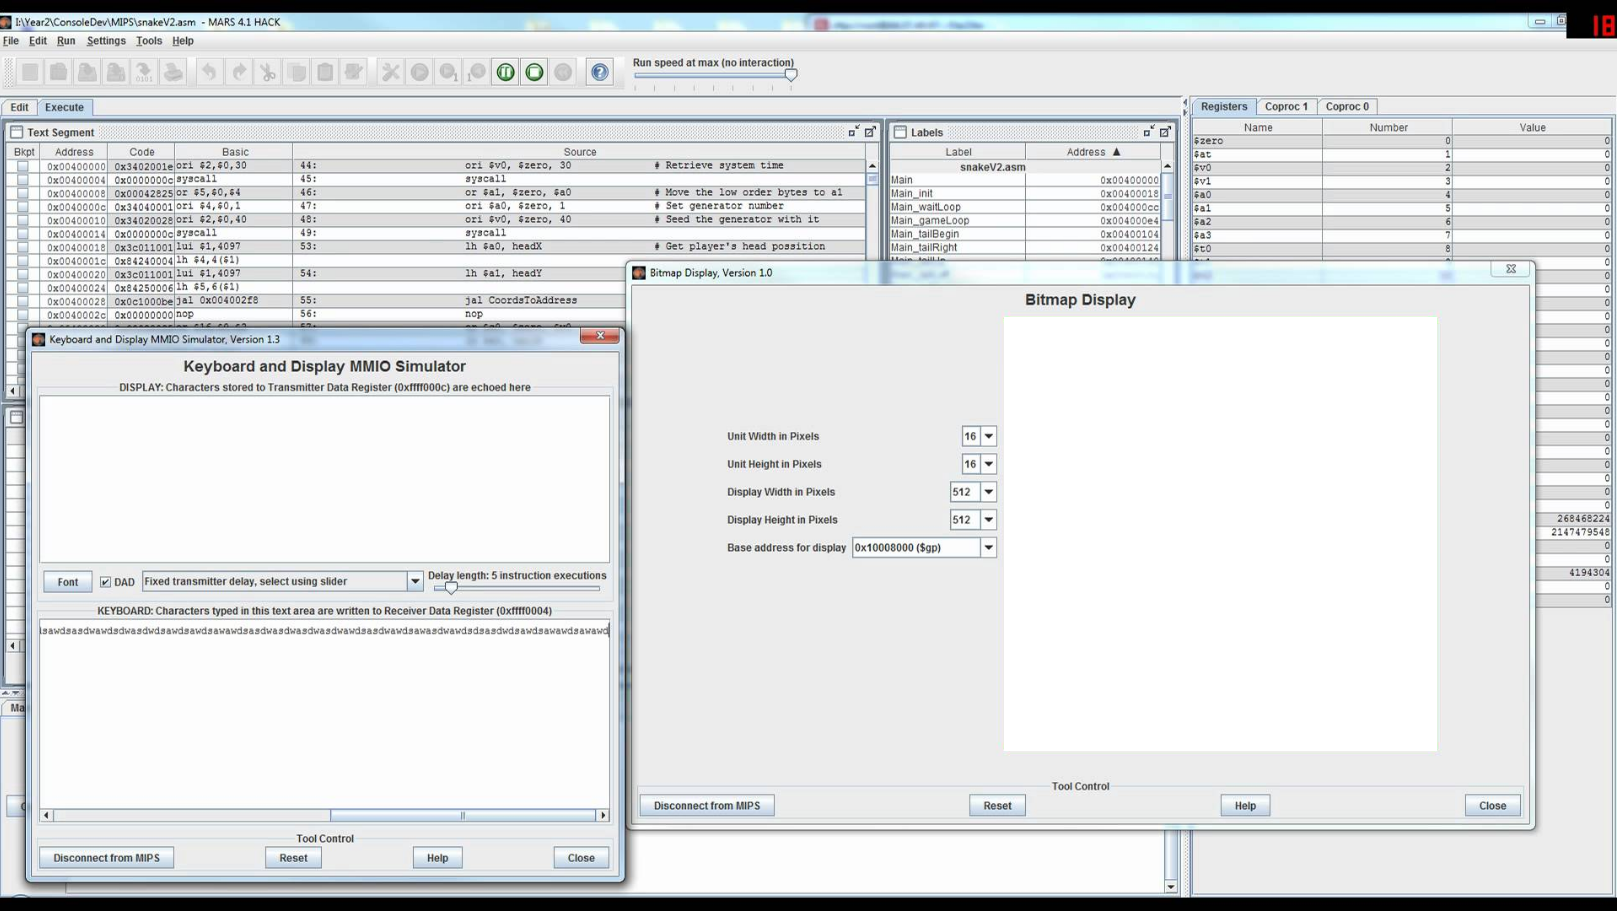 I:\Year2\ConsoleDev\MIPS\snakeV2.asm - MARS 4.1 HACK
18
File Edit Run Settings Tools Help
Run speed at max (no interaction)
Edit Execute
Registers Coproc 1 Coproc 0
Text Segment
Labels
Name Number Value
Bkpt Address Code Basic Source
Label Address ▲
0x00400000 0x3402001e ori $2,$0,30 44: ori $v0, $zero, 30 # Retrieve system time
0x00400004 0x0000000c syscall 45: syscall
0x00400008 0x00042825 or $5,$0,$4 46: or $a1, $zero, $a0 # Move the low order bytes to a1
0x0040000c 0x34040001 ori $4,$0,1 47: ori $a0, $zero, 1 # Set generator number
0x00400010 0x34020028 ori $2,$0,40 48: ori $v0, $zero, 40 # Seed the generator with it
0x00400014 0x0000000c syscall 49: syscall
0x00400018 0x3c011001 lui $1,4097 53: lh $a0, headX # Get player's head possition
0x0040001c 0x84240004 lh $4,4($1)
0x00400020 0x3c011001 lui $1,4097 54: lh $a1, headY
0x00400024 0x84250006 lh $5,6($1)
0x00400028 0x0c1000be jal 0x004002f8 55: jal CoordsToAddress
0x0040002c 0x00000000 nop 56: nop
snakeV2.asm
Main 0x00400000
Main_init 0x00400018
Main_waitLoop 0x004000cc
Main_gameLoop 0x004000e4
Main_tailBegin 0x00400104
Main_tailRight 0x00400124
$zero 0 0
$at 1 0
$v0 2 0
$v1 3 0
$a0 4 0
$a1 5 0
$a2 6 0
$a3 7 0
$t0 8 0
268468224
2147479548
4194304
Keyboard and Display MMIO Simulator, Version 1.3
Keyboard and Display MMIO Simulator
DISPLAY: Characters stored to Transmitter Data Register (0xffff000c) are echoed here
Font DAD Fixed transmitter delay, select using slider Delay length: 5 instruction executions
KEYBOARD: Characters typed in this text area are written to Receiver Data Register (0xffff0004)
Tool Control
Disconnect from MIPS Reset Help Close
Bitmap Display, Version 1.0
Bitmap Display
Unit Width in Pixels 16
Unit Height in Pixels 16
Display Width in Pixels 512
Display Height in Pixels 512
Base address for display 0x10008000 ($gp)
Tool Control
Disconnect from MIPS Reset Help Close